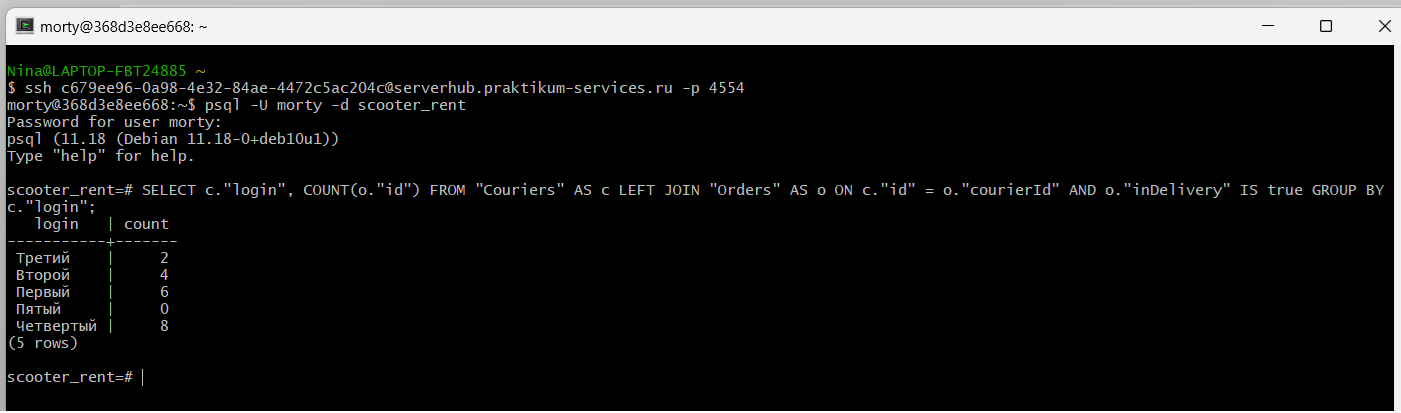 morty@368d3e8ee668: ~
Nina@LAPTOP-FBT24885 ~
$ ssh c679ee96-0a98-4e32-84ae-4472c5ac204c@serverhub.praktikum-services.ru -p 4554
morty@368d3e8ee668:~$ psql -U morty -d scooter_rent
Password for user morty:
psql (11.18 (Debian 11.18-0+deb10u1))
Type "help" for help.
scooter_rent=# SELECT c."login", COUNT(o."id") FROM "Couriers" AS c LEFT JOIN "Orders" AS o ON c."id" = o."courierId" AND o."inDelivery" IS true GROUP BY
c."login";
   login   | count
-----------+-------
 Третий    |     2
 Второй    |     4
 Первый    |     6
 Пятый     |     0
 Четвертый |     8
(5 rows)
scooter_rent=#